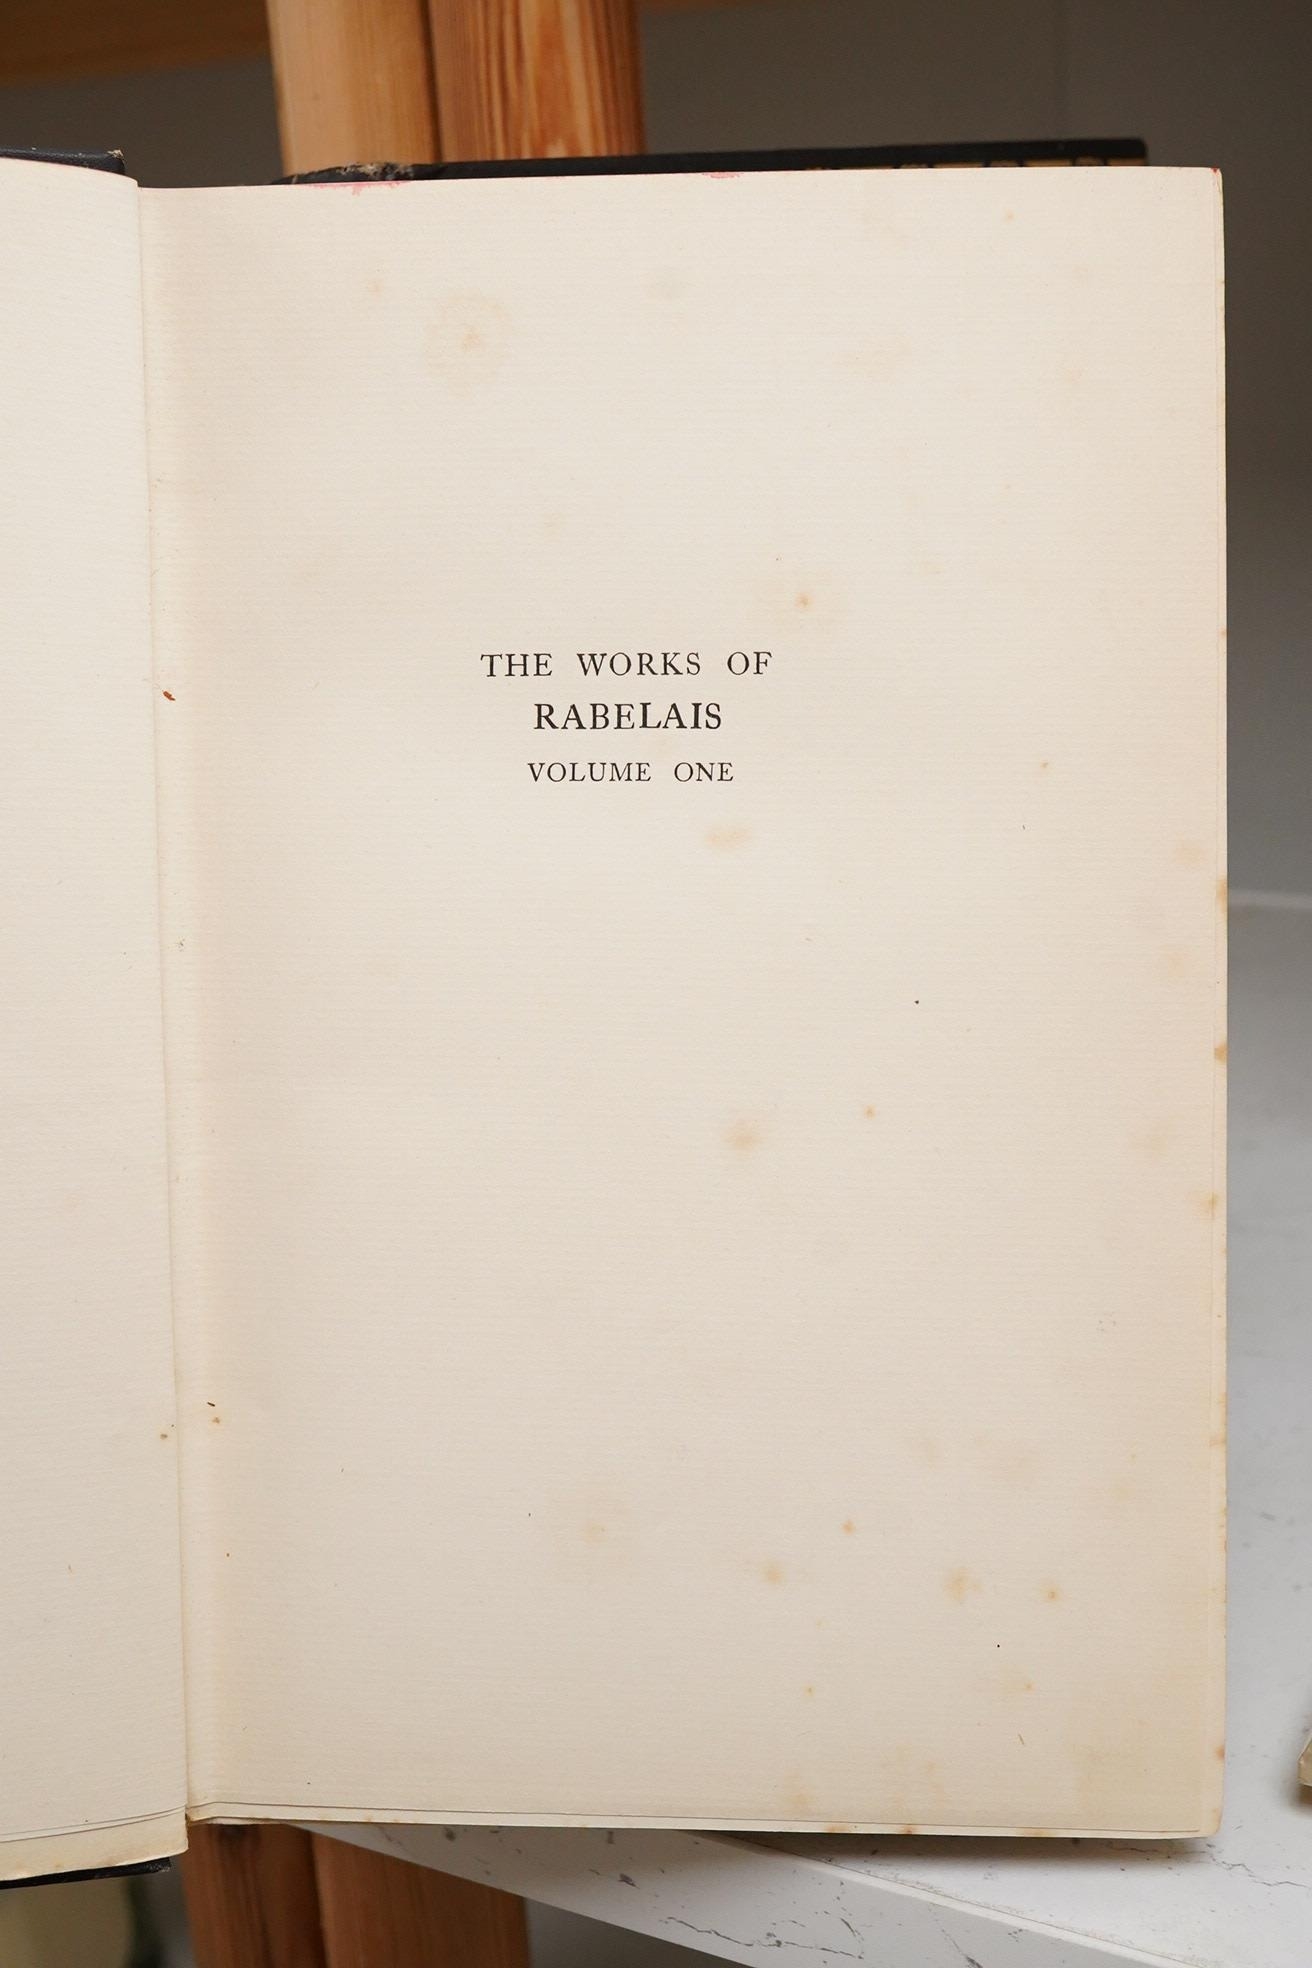 THE WORKS OF
RABELAIS
VOLUME ONE